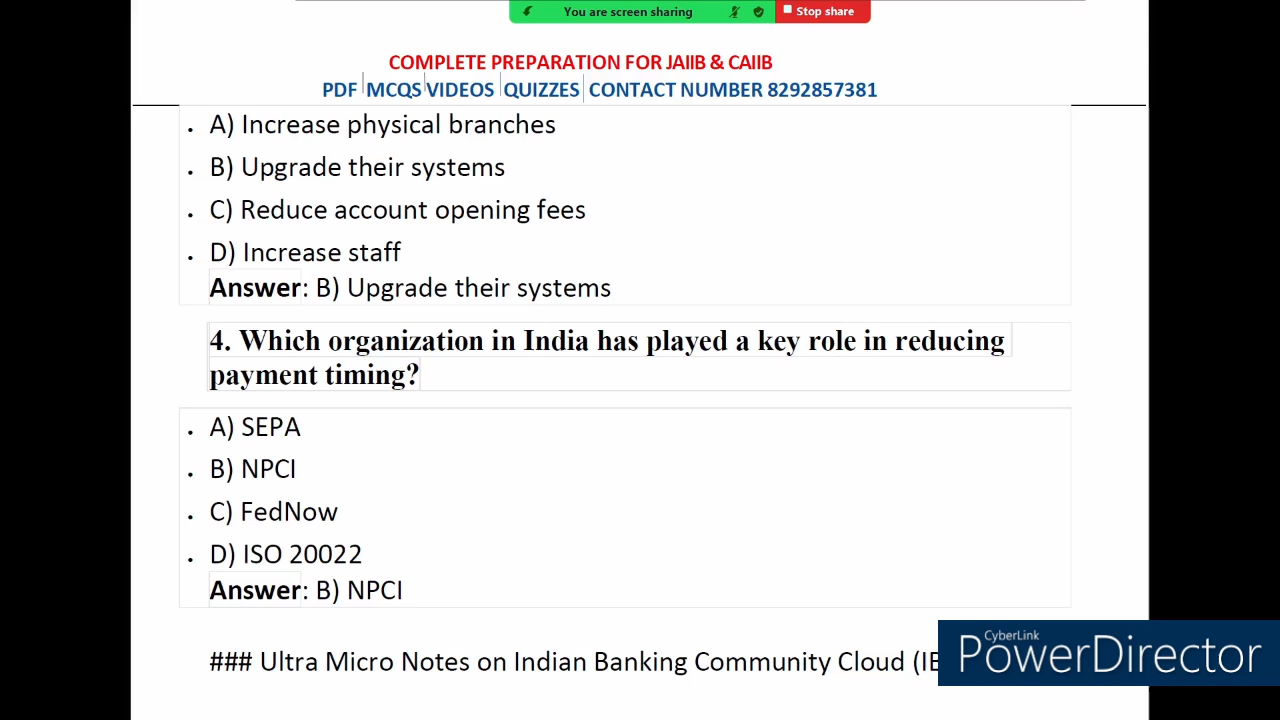 You are screen sharing
Stop share
COMPLETE PREPARATION FOR JAIIB & CAIIB
PDF MCQS VIDEOS QUIZZES CONTACT NUMBER 8292857381
A) Increase physical branches
B) Upgrade their systems
C) Reduce account opening fees
D) Increase staff
Answer: B) Upgrade their systems
4. Which organization in India has played a key role in reducing
payment timing?
A) SEPA
B) NPCI
C) FedNow
D) ISO 20022
Answer: B) NPCI
### Ultra Micro Notes on Indian Banking Community Cloud
CyberLink
PowerDirector